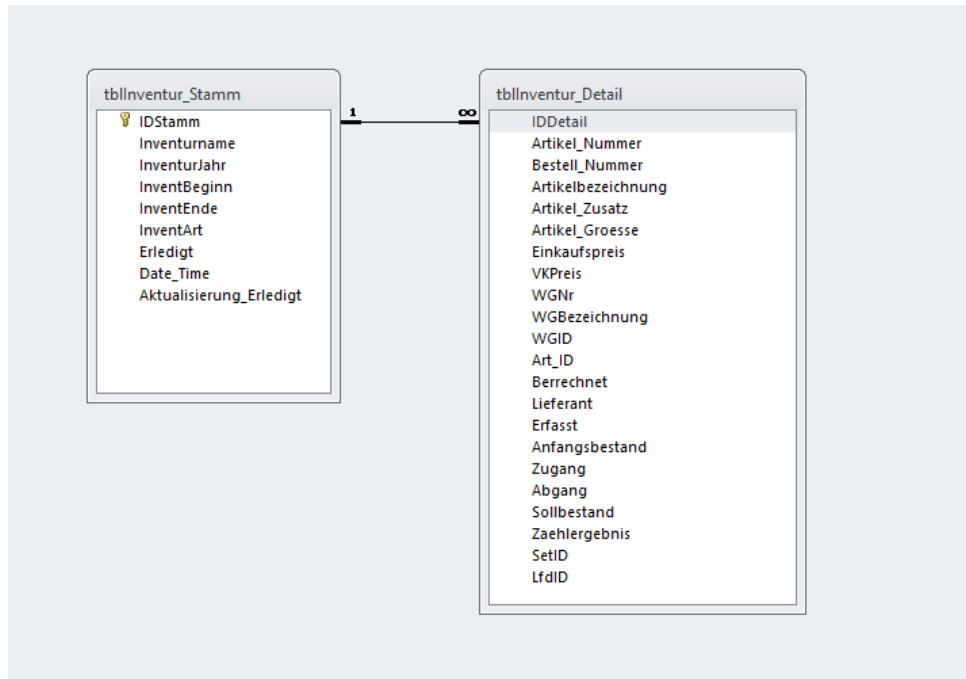 tblInventur_Stamm
IDStamm
Inventurname
InventurJahr
InventBeginn
InventEnde
InventArt
Erledigt
Date_Time
Aktualisierung_Erledigt
1
∞
tblInventur_Detail
IDDetail
Artikel_Nummer
Bestell_Nummer
Artikelbezeichnung
Artikel_Zusatz
Artikel_Groesse
Einkaufspreis
VKPreis
WGNr
WGBezeichnung
WGID
Art_ID
Berrechnet
Lieferant
Erfasst
Anfangsbestand
Zugang
Abgang
Sollbestand
Zaehlergebnis
SetID
LfdID